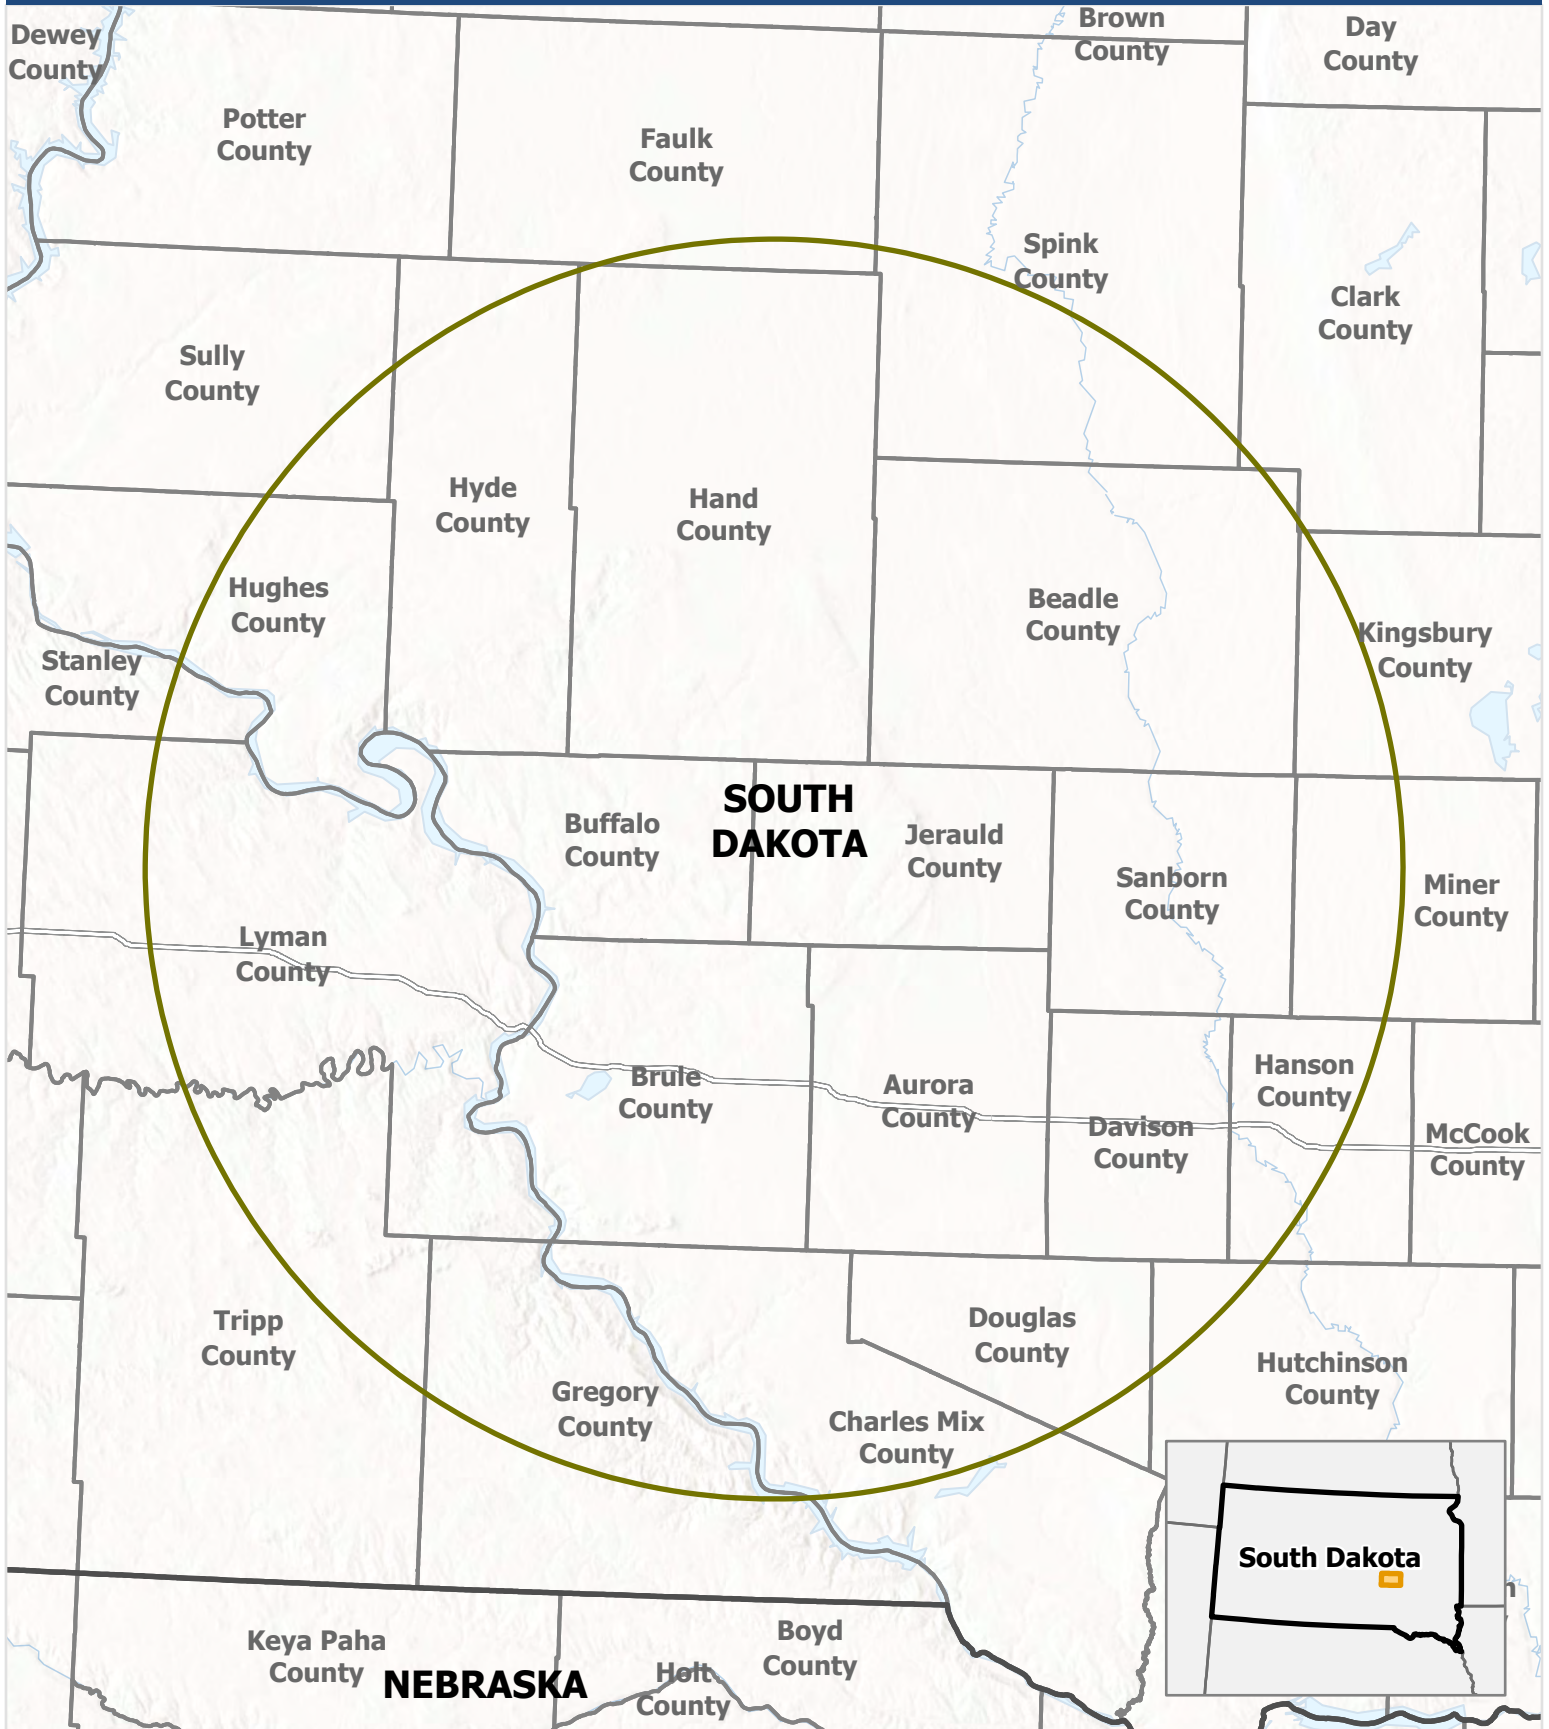 Dewey
County
Brown
County
Day
County
Potter
County
Faulk
County
Spink
County
Clark
County
Sully
County
Hyde
County
Hand
County
Hughes
County
Beadle
County
Kingsbury
County
Stanley
County
SOUTH
DAKOTA
Buffalo
County
Jerauld
County
Sanborn
County
Miner
County
Lyman
County
Brule
County
Aurora
County
Hanson
County
Davison
County
McCook
County
Tripp
County
Douglas
County
Hutchinson
County
Gregory
County
Charles Mix
County
South Dakota
Keya Paha
County
NEBRASKA
Holt
County
Boyd
County